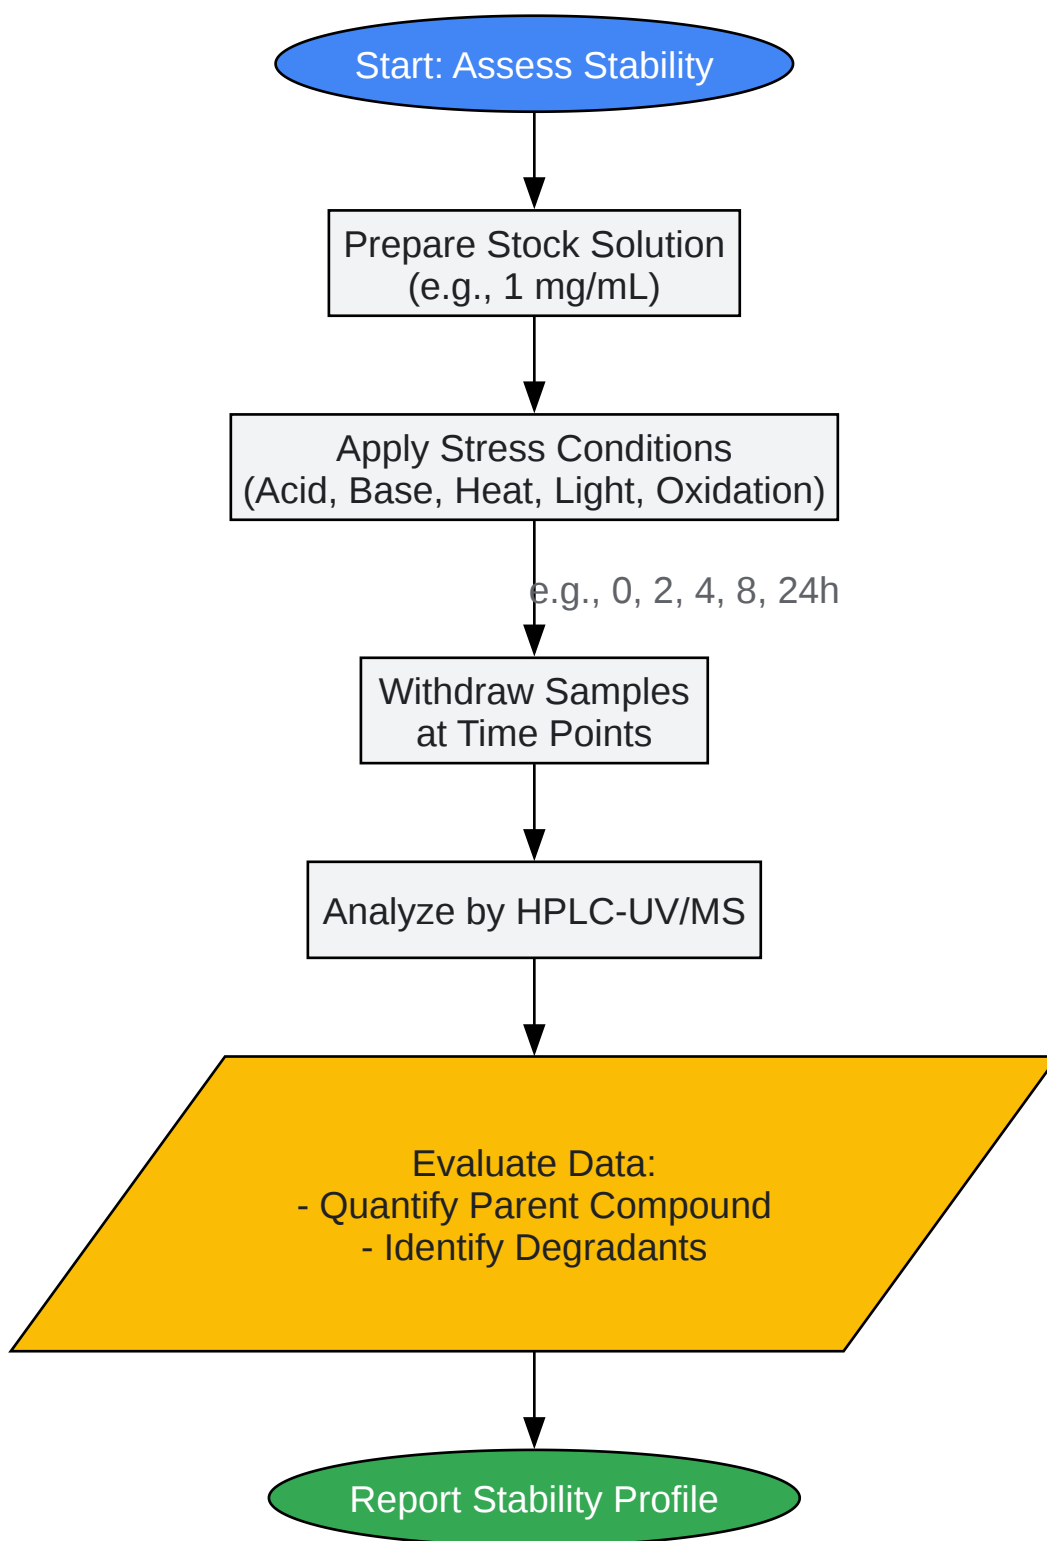 Start: Assess Stability
Prepare Stock Solution
(e.g., 1 mg/mL)
Apply Stress Conditions
(Acid, Base, Heat, Light, Oxidation)
e.g., 0, 2, 4, 8, 24h
Withdraw Samples
at Time Points
Analyze by HPLC-UV/MS
Evaluate Data:
- Quantify Parent Compound
- Identify Degradants
Report Stability Profile